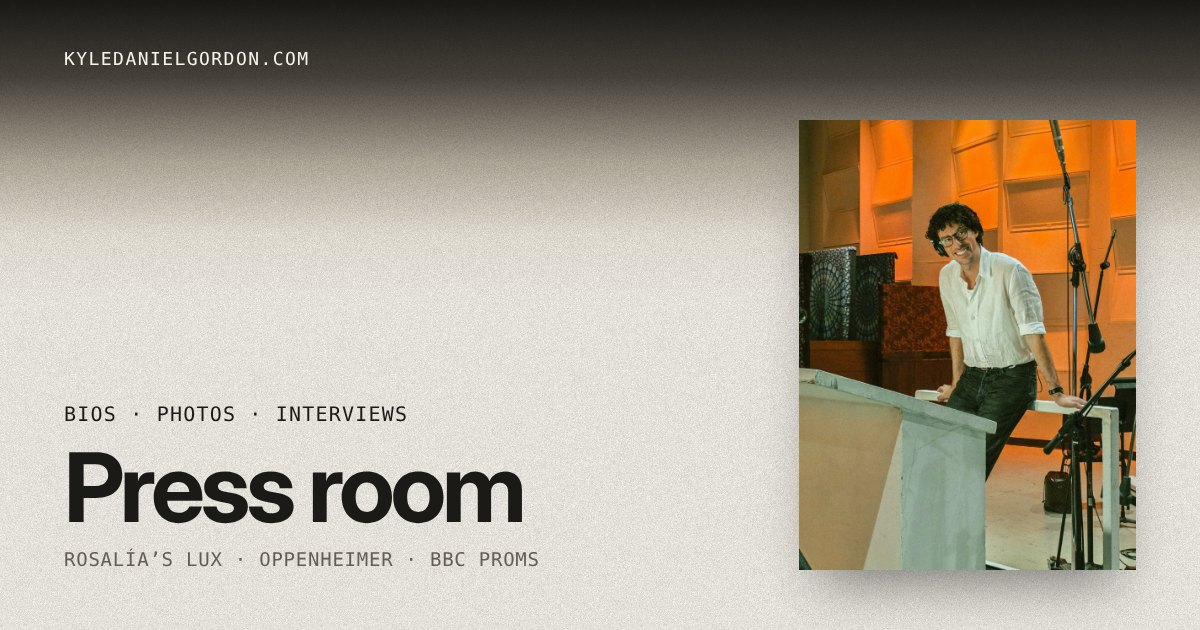 KYLEDANIELGORDON.COM
BIOS · PHOTOS · INTERVIEWS
Press room
ROSALÍA’S LUX · OPPENHEIMER · BBC PROMS